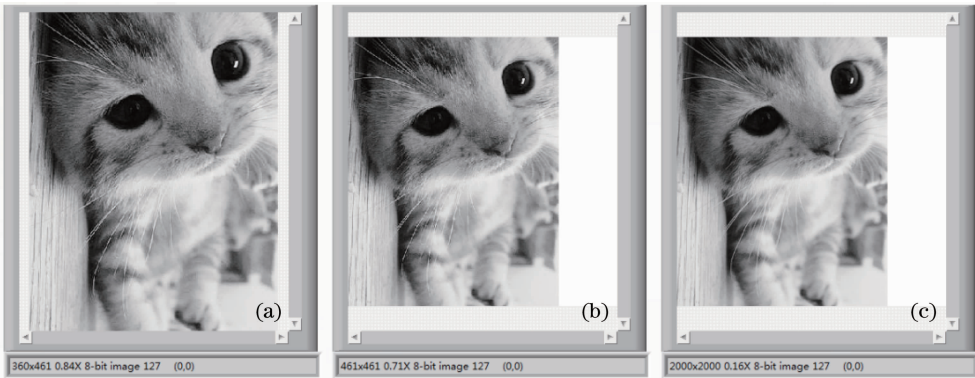 (a)
(b)
(c)
360x461 0.84X 8-bit image 127 (0,0)
461x461 0.71X 8-bit image 127 (0,0)
2000x2000 0.16X 8-bit image 127 (0,0)